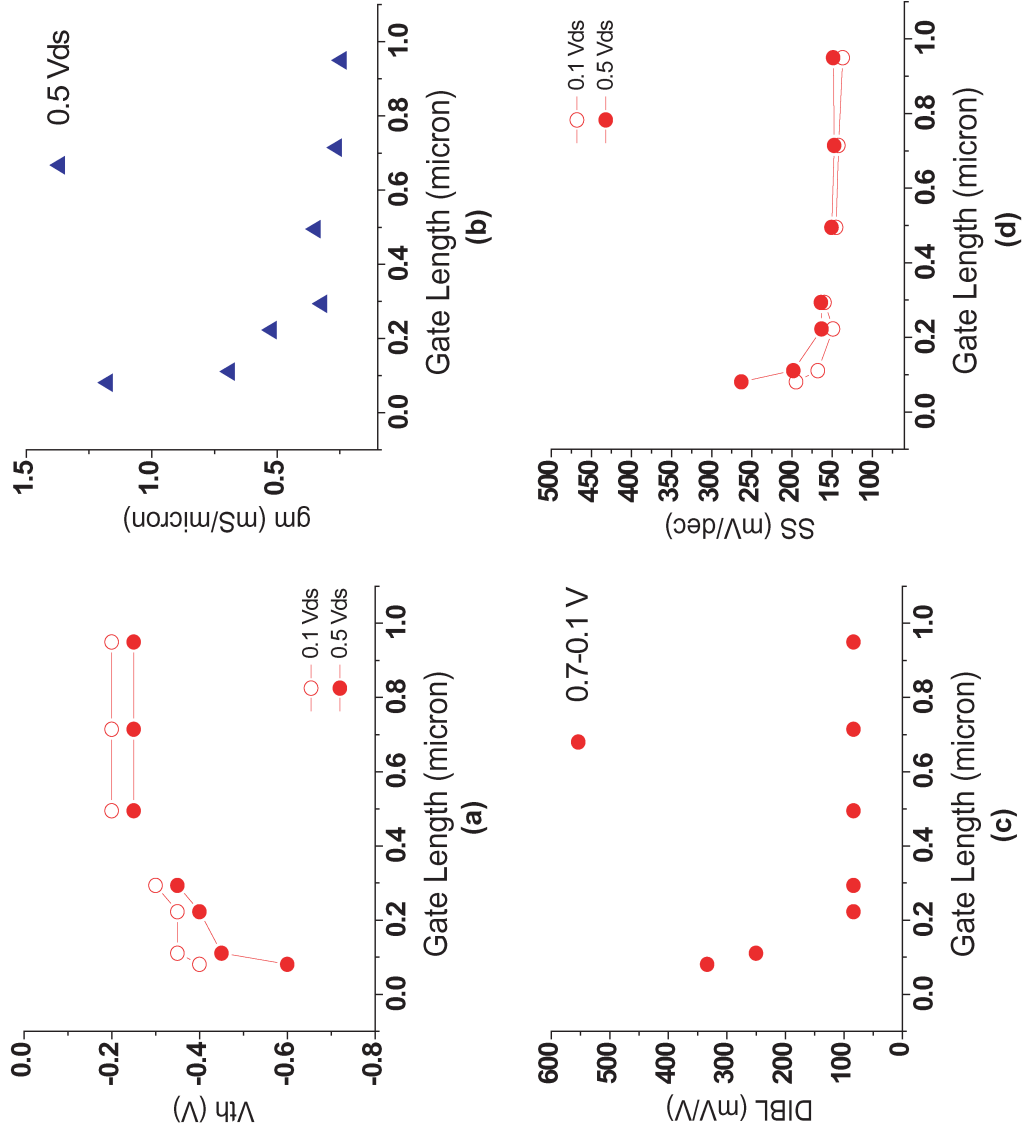 0.0
-0.2
-0.4
-0.6
-0.8
Vth (V)
0.0 0.2 0.4 0.6 0.8 1.0
Gate Length (micron)
0.1 Vds
0.5 Vds
(a)
1.5
1.0
0.5
gm (mS/micron)
0.0 0.2 0.4 0.6 0.8 1.0
Gate Length (micron)
0.5 Vds
(b)
600
500
400
300
200
100
0
DIBL (mV/V)
0.0 0.2 0.4 0.6 0.8 1.0
Gate Length (micron)
0.7-0.1 V
(c)
500
450
400
350
300
250
200
150
100
SS (mV/dec)
0.0 0.2 0.4 0.6 0.8 1.0
Gate Length (micron)
0.1 Vds
0.5 Vds
(d)